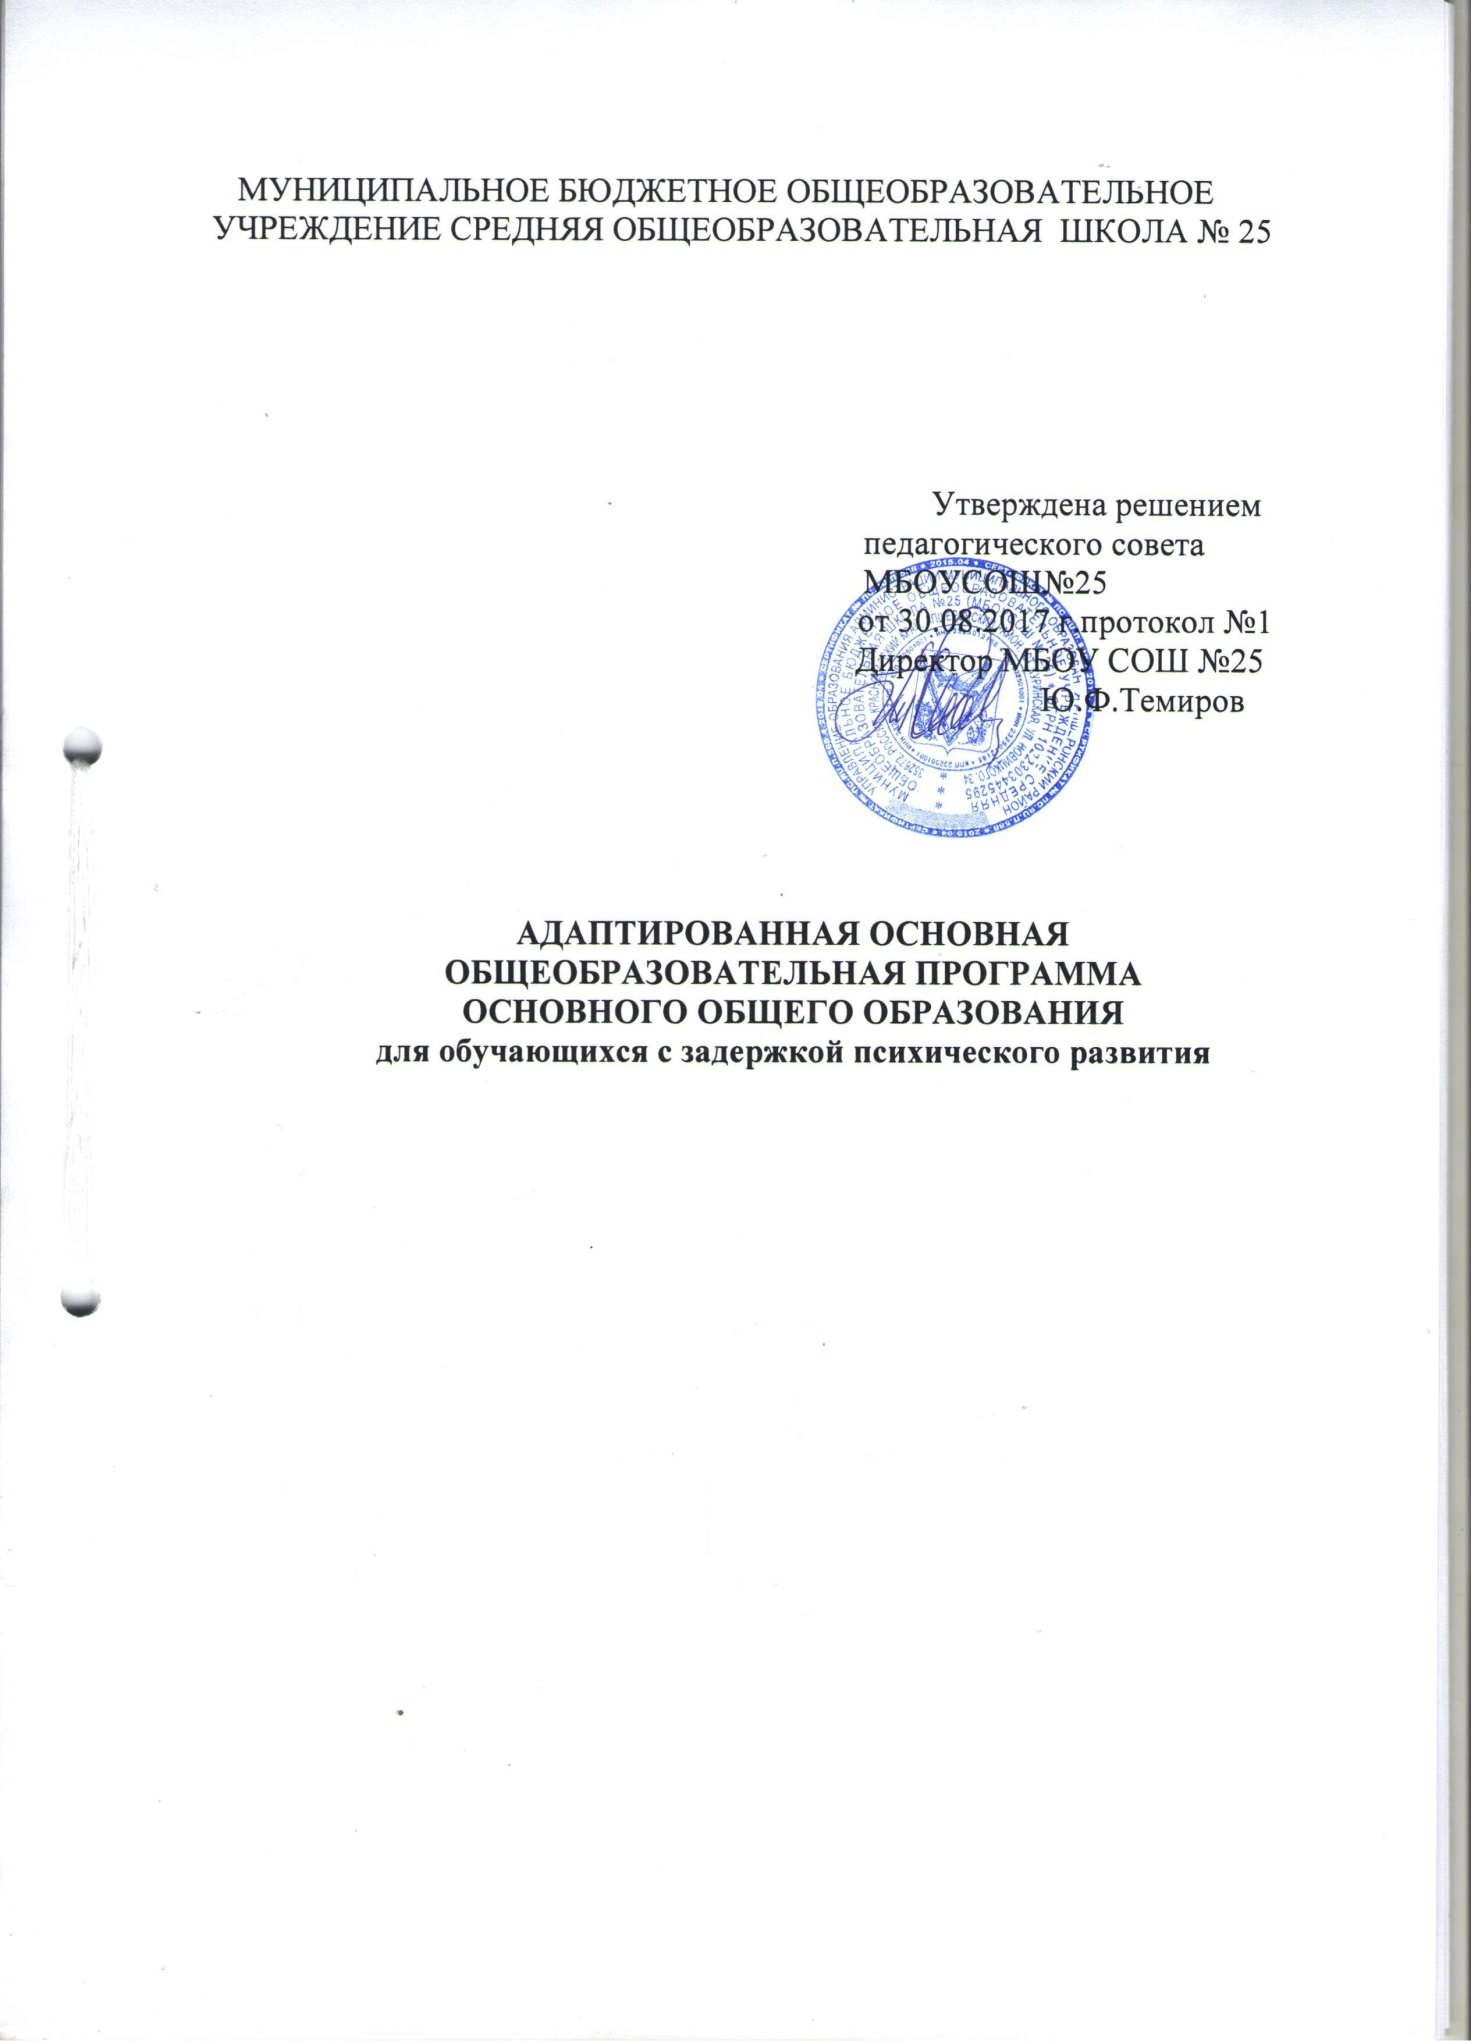 МУНИЦИПАЛЬНОЕ БЮДЖЕТНОЕ ОБЩЕОБРАЗОВАТЕЛЬНОЕ
УЧРЕЖДЕНИЕ СРЕДНЯЯ ОБЩЕОБРАЗОВАТЕЛЬНАЯ ШКОЛА № 25
Утверждена решением
педагогического совета
МБОУСОШ№25
от 30.08.2017 г.протокол №1
Директор МБОУ СОШ №25
Ю.Ф.Темиров
АДАПТИРОВАННАЯ ОСНОВНАЯ
ОБЩЕОБРАЗОВАТЕЛЬНАЯ ПРОГРАММА
ОСНОВНОГО ОБЩЕГО ОБРАЗОВАНИЯ
для обучающихся с задержкой психического развития